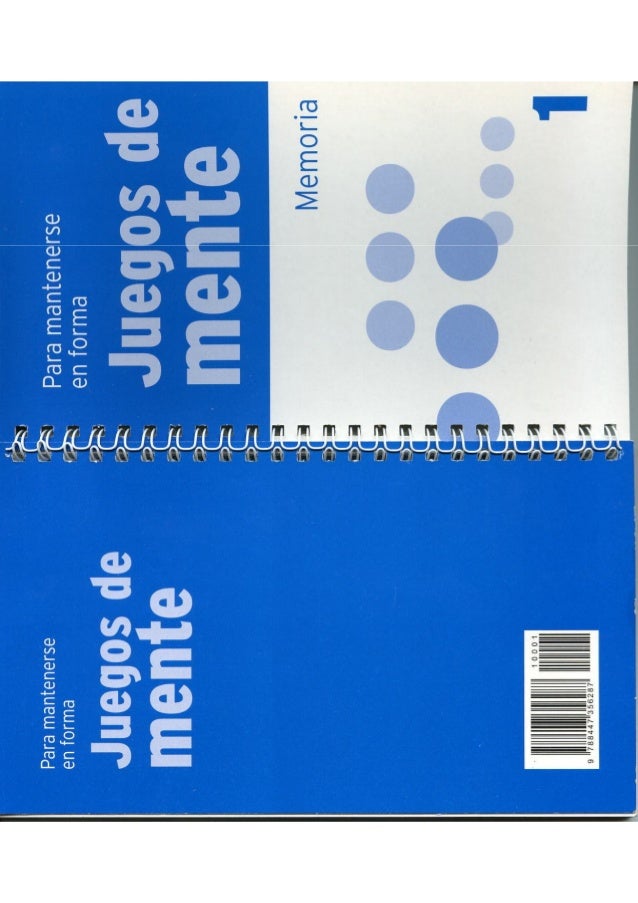 Para mantenerse
en forma
Juegos de
mente
Memoria
1
Para mantenerse
en forma
Juegos de
mente
10001
9 788447 356287